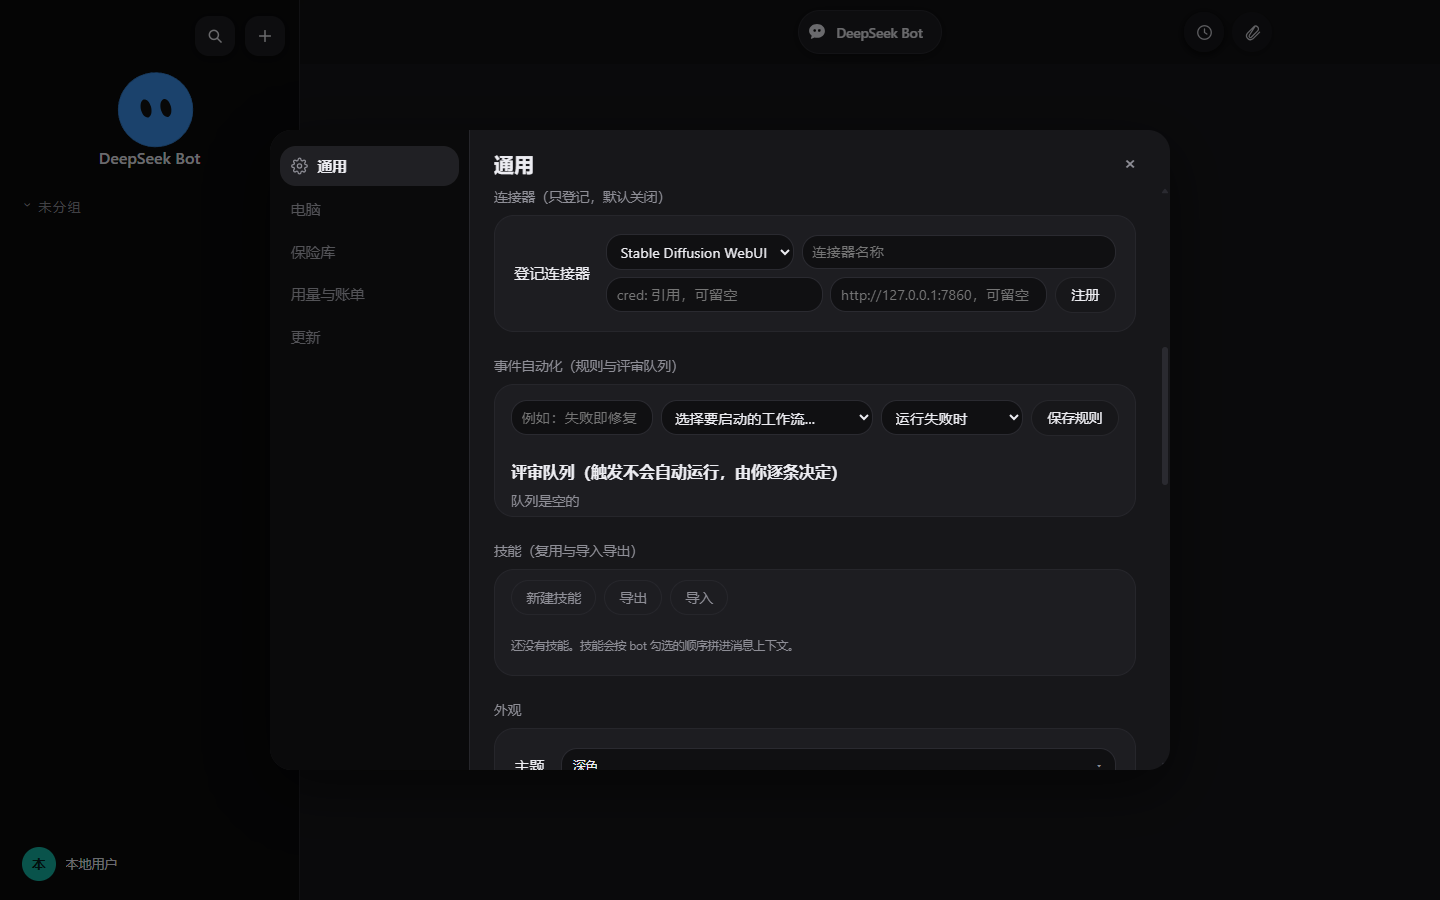 DeepSeek Bot
DeepSeek Bot
未分组
通用
电脑
保险库
用量与账单
更新
通用
连接器（只登记，默认关闭）
登记连接器
Stable Diffusion WebUI
连接器名称
cred: 引用，可留空
http://127.0.0.1:7860，可留空
注册
事件自动化（规则与评审队列）
例如：失败即修复
选择要启动的工作流...
运行失败时
保存规则
评审队列（触发不会自动运行，由你逐条决定）
队列是空的
技能（复用与导入导出）
新建技能
导出
导入
还没有技能。技能会按 bot 勾选的顺序拼进消息上下文。
外观
主题
深色
本
本地用户